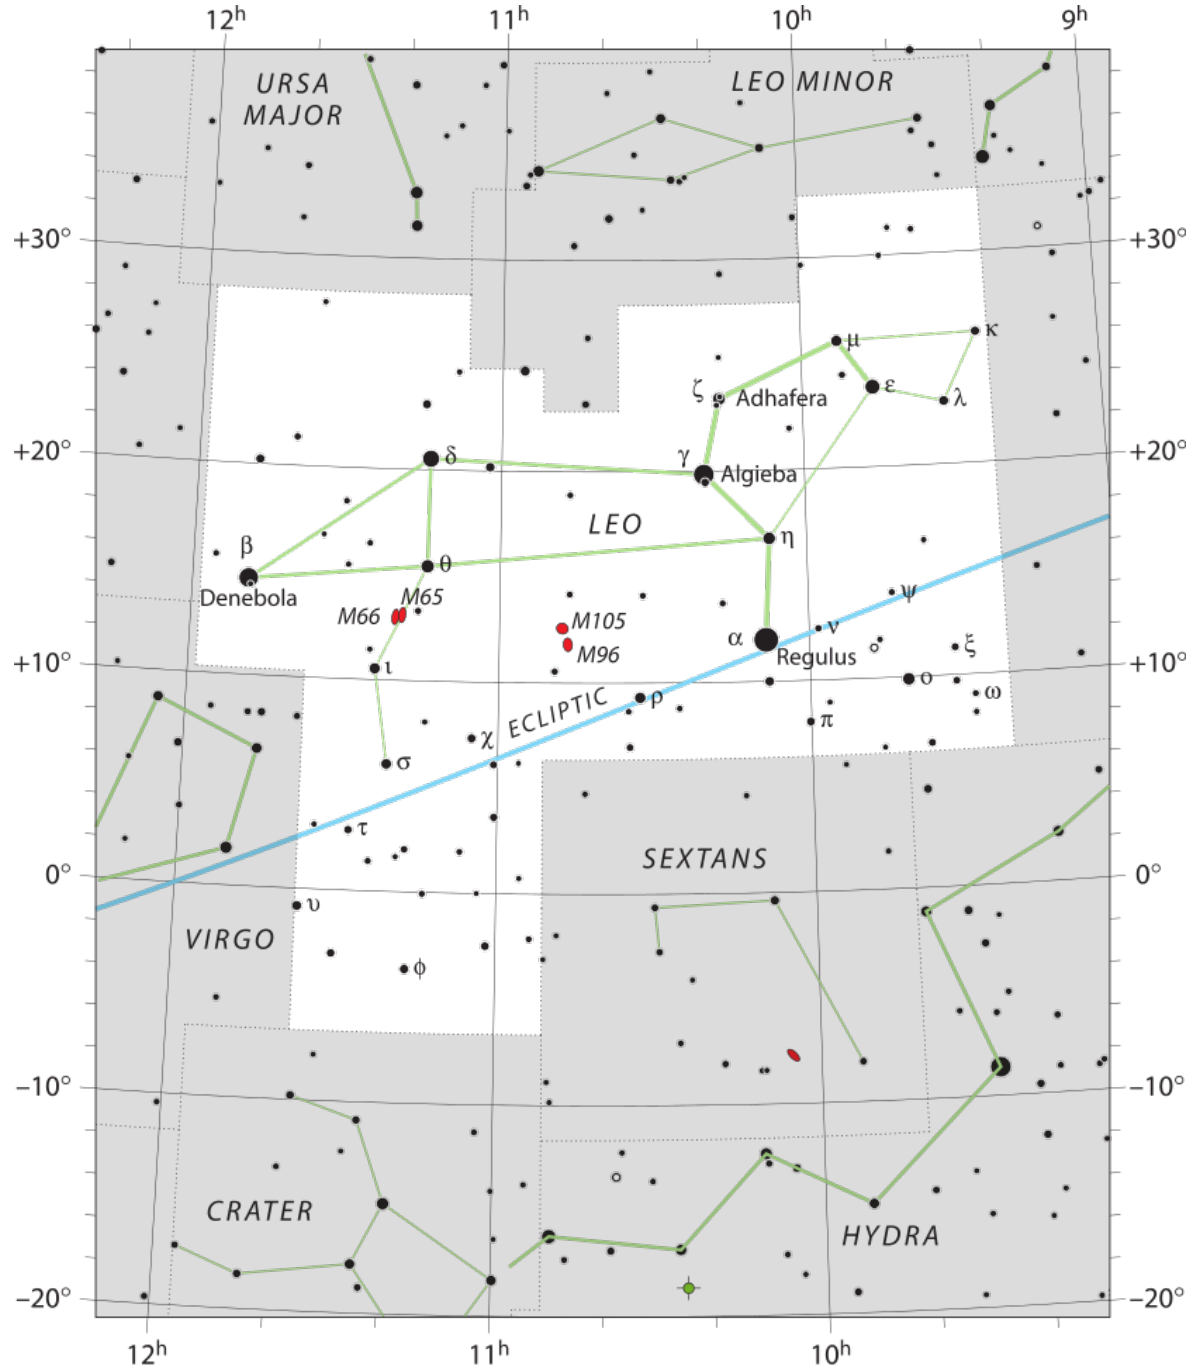 12h 11h 10h 9h
URSA
MAJOR
LEO MINOR
+30° +30°
κ
μ
ε
λ
ζ Adhafera
+20° +20°
δ
γ Algieba
LEO
η
β
θ
Denebola
M65
M66
ψ
M105
ν
α
Regulus
M96
ξ
+10° +10°
ι
ο
ω
ρ
ECLIPTIC
π
χ
σ
τ
SEXTANS
0° 0°
υ
VIRGO
φ
−10° −10°
CRATER
HYDRA
−20° −20°
12h 11h 10h